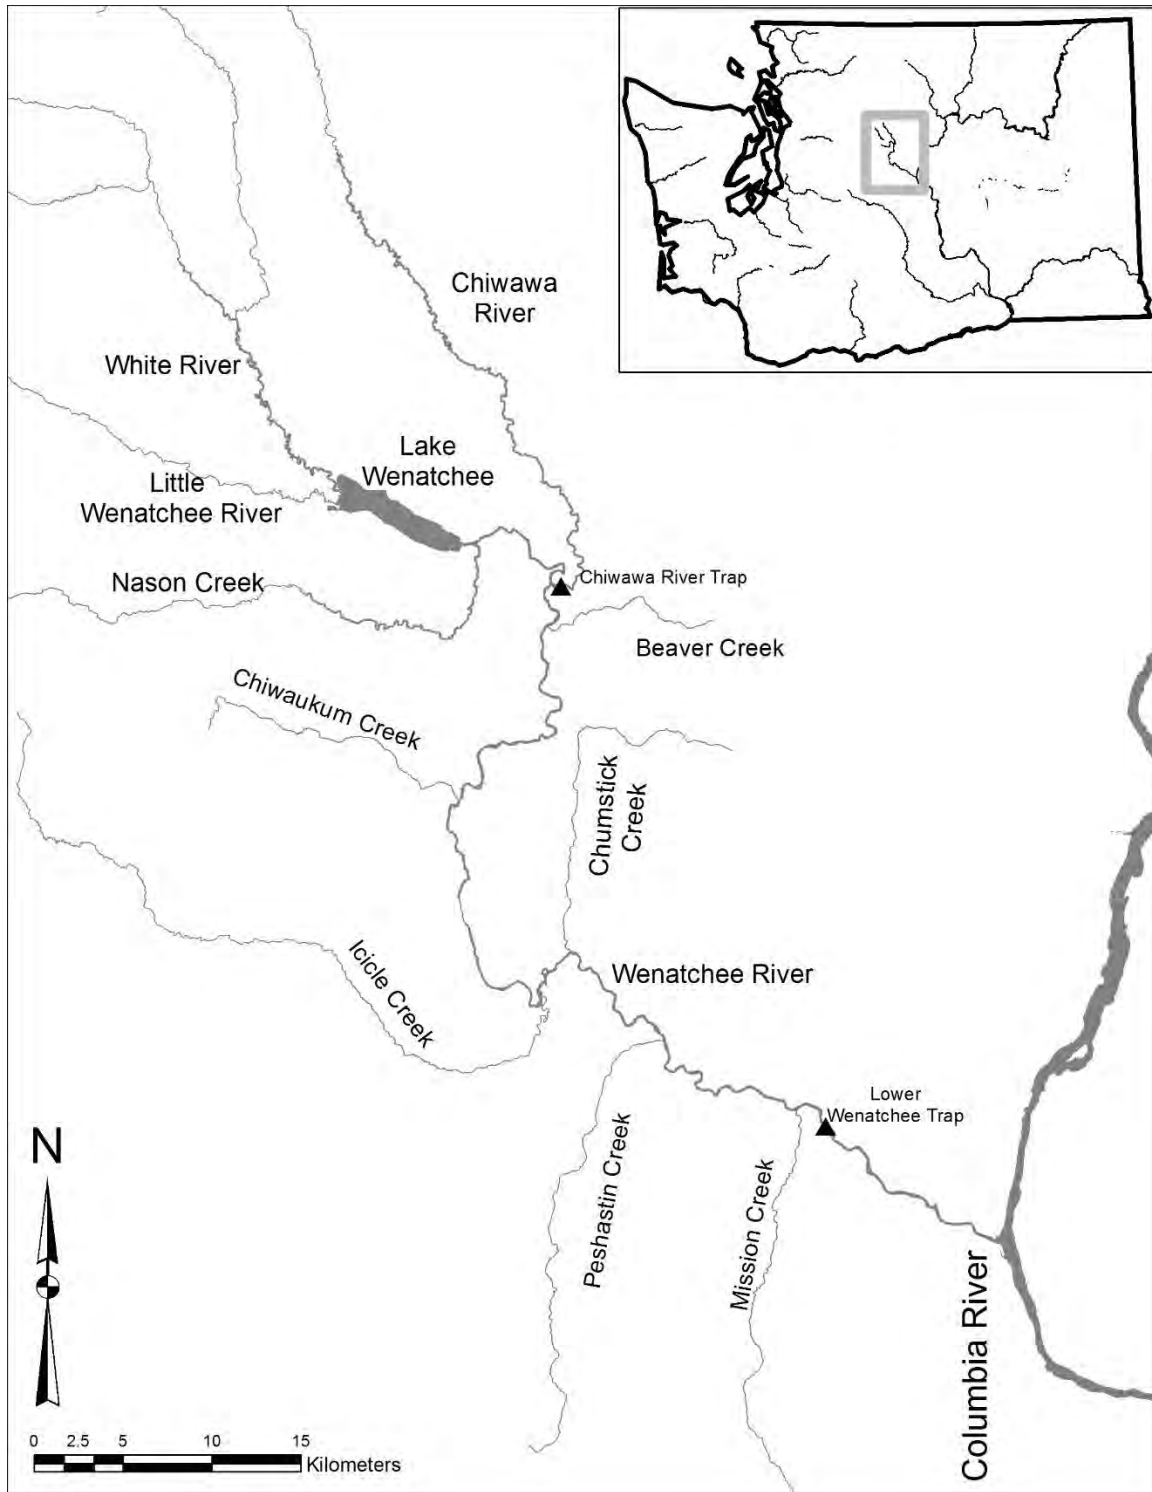 Chiwawa
River
White River
Lake
Wenatchee
Little
Wenatchee River
Nason Creek
Chiwawa River Trap
Beaver Creek
Chiwaukum Creek
Chumstick
Creek
Icicle Creek
Wenatchee River
Lower
Wenatchee Trap
Peshastin Creek
Mission Creek
Columbia River
N
0 2.5 5 10 15
Kilometers